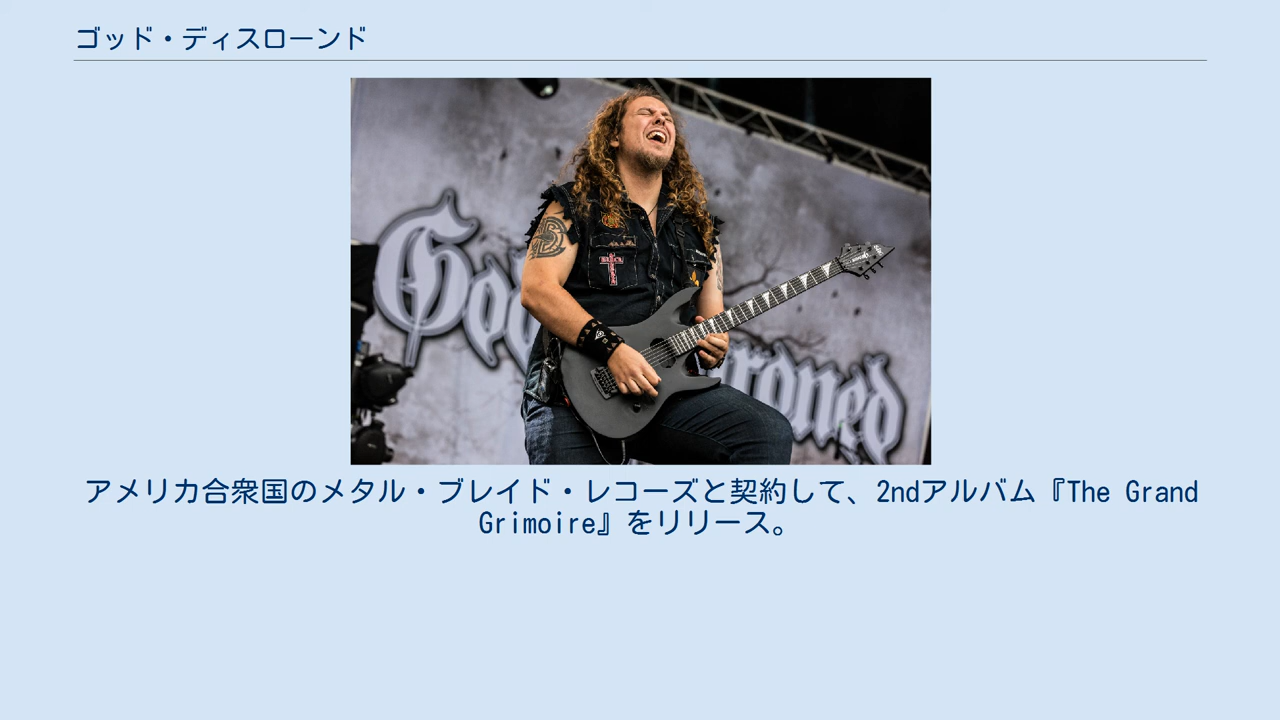 ゴッド・ディスローンド
God
roned
アメリカ合衆国のメタル・ブレイド・レコーズと契約して、2ndアルバム『The Grand
Grimoire』をリリース。